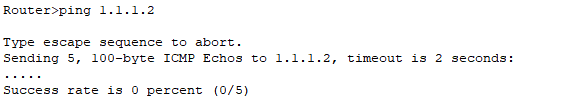 Router>ping 1.1.1.2
Type escape sequence to abort.
Sending 5, 100-byte ICMP Echos to 1.1.1.2, timeout is 2 seconds:
.....
Success rate is 0 percent (0/5)